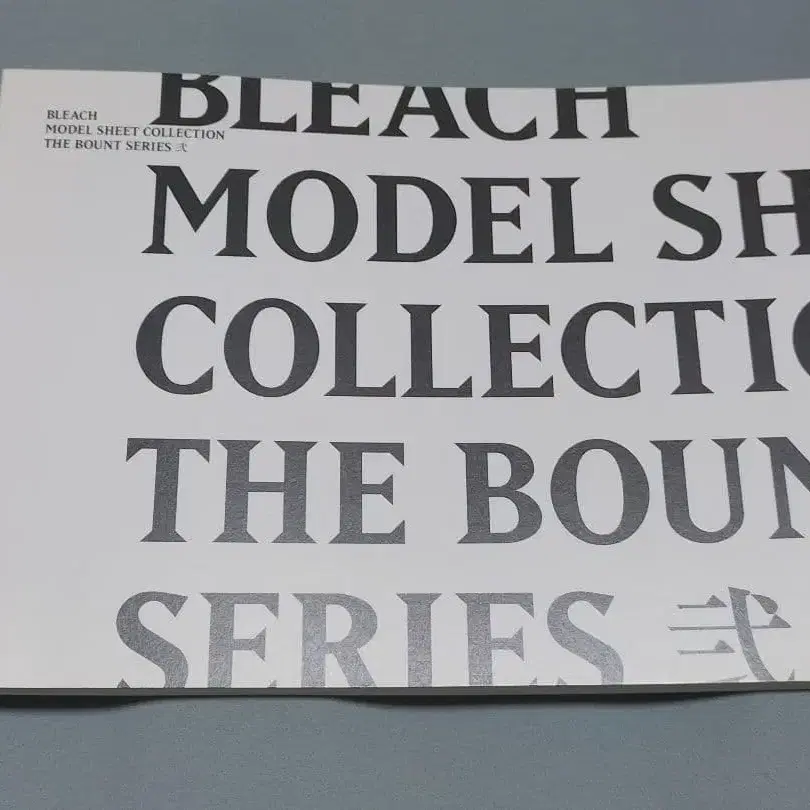 BLEACH
MODEL SHEET COLLECTION
THE BOUNT SERIES 弐
BLEACH
MODEL SH
COLLECTIO
THE BOUN
SERIES 弐